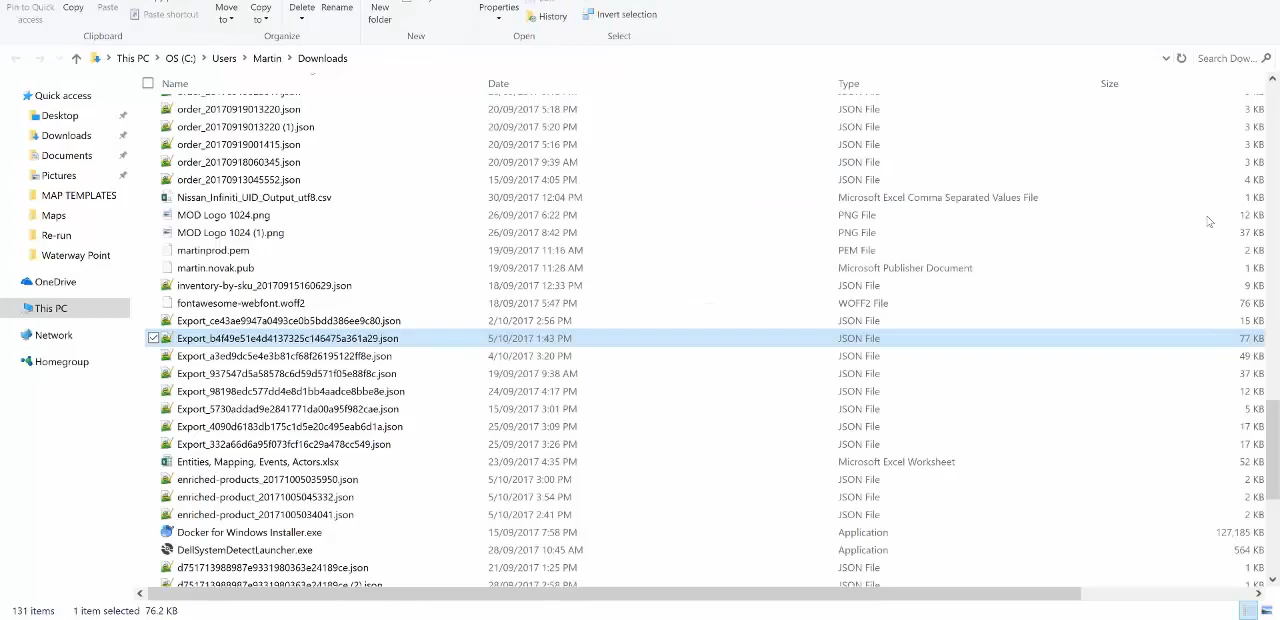 Pin to Quick access Copy Paste Paste shortcut Move to Copy to Delete Rename New folder Properties History Invert selection
Clipboard Organize New Open Select
This PC > OS (C:) > Users > Martin > Downloads Search Dow...
Name Date Type Size
order_20170919013220.json 20/09/2017 5:18 PM JSON File 3 KB
order_20170919013220 (1).json 20/09/2017 5:20 PM JSON File 3 KB
order_20170919001415.json 20/09/2017 5:16 PM JSON File 3 KB
order_20170918060345.json 20/09/2017 9:39 AM JSON File 3 KB
order_20170913045552.json 15/09/2017 4:05 PM JSON File 4 KB
Nissan_Infiniti_UID_Output_utf8.csv 30/09/2017 12:04 PM Microsoft Excel Comma Separated Values File 1 KB
MOD Logo 1024.png 26/09/2017 6:22 PM PNG File 12 KB
MOD Logo 1024 (1).png 26/09/2017 8:42 PM PNG File 37 KB
martinprod.pem 19/09/2017 11:16 AM PEM File 2 KB
martin.novak.pub 19/09/2017 11:28 AM Microsoft Publisher Document 1 KB
inventory-by-sku_20170915160629.json 18/09/2017 12:33 PM JSON File 9 KB
fontawesome-webfont.woff2 18/09/2017 5:47 PM WOFF2 File 76 KB
Export_ce43ae9947a0493ce0b5bdd386ee9c80.json 2/10/2017 2:56 PM JSON File 15 KB
Export_b4f49e51e4d4137325c146475a361a29.json 5/10/2017 1:43 PM JSON File 77 KB
Export_a3ed9dc5e4e3b81cf68f26195122ff8e.json 4/10/2017 3:20 PM JSON File 49 KB
Export_937547d5a58578c6d59d571f05e88f8c.json 19/09/2017 9:38 AM JSON File 37 KB
Export_98198edc577dd4e8d1bb4aadce8bbe8e.json 24/09/2017 4:17 PM JSON File 12 KB
Export_5730addad9e2841771da00a95f982cae.json 15/09/2017 3:01 PM JSON File 5 KB
Export_4090d6183db175c1d5e20c495eab6d1a.json 25/09/2017 3:09 PM JSON File 17 KB
Export_332a66d6a95f073fcf16c29a478cc549.json 25/09/2017 3:26 PM JSON File 17 KB
Entities, Mapping, Events, Actors.xlsx 23/09/2017 4:35 PM Microsoft Excel Worksheet 52 KB
enriched-products_20171005035950.json 5/10/2017 3:00 PM JSON File 2 KB
enriched-product_20171005045332.json 5/10/2017 3:54 PM JSON File 2 KB
enriched-product_20171005034041.json 5/10/2017 2:41 PM JSON File 2 KB
Docker for Windows Installer.exe 15/09/2017 7:58 PM Application 127,185 KB
DellSystemDetectLauncher.exe 28/09/2017 10:45 AM Application 564 KB
d751713988987e9331980363e24189ce.json 21/09/2017 1:25 PM JSON File 1 KB
d751713988987e9331980363e24189ce (2).json 28/09/2017 2:58 PM JSON File 1 KB
Quick access
Desktop
Downloads
Documents
Pictures
MAP TEMPLATES
Maps
Re-run
Waterway Point
OneDrive
This PC
Network
Homegroup
131 items 1 item selected 76.2 KB